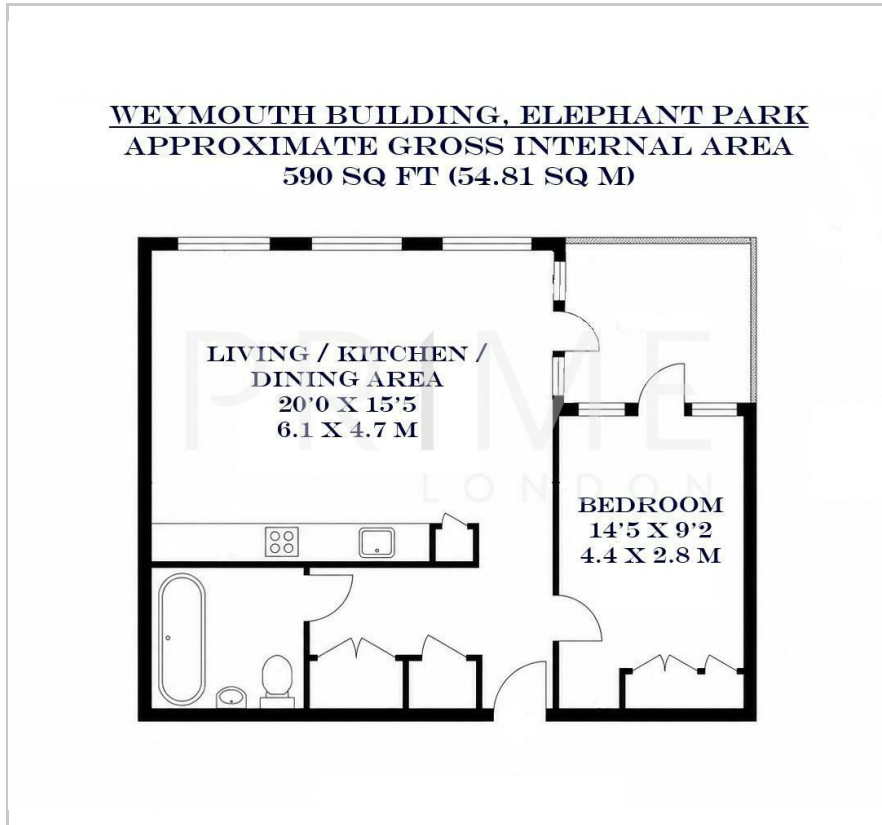 WEYMOUTH BUILDING, ELEPHANT PARK
APPROXIMATE GROSS INTERNAL AREA
590 SQ FT (54.81 SQ M)
LIVING / KITCHEN /
DINING AREA
20'0 X 15'5
6.1 X 4.7 M
PRIME
LONDON
BEDROOM
14'5 X 9'2
4.4 X 2.8 M